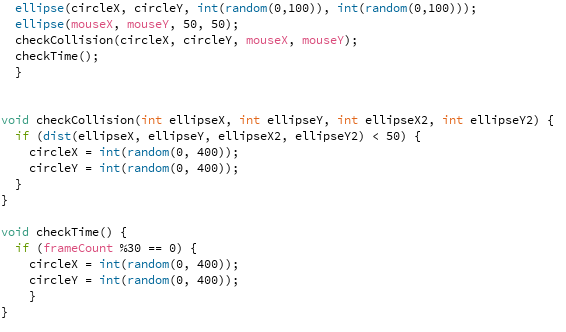 ellipse(circleX, circleY, int(random(0,100)), int(random(0,100)));
ellipse(mouseX, mouseY, 50, 50);
checkCollision(circleX, circleY, mouseX, mouseY);
checkTime();
}
void checkCollision(int ellipseX, int ellipseY, int ellipseX2, int ellipseY2) {
if (dist(ellipseX, ellipseY, ellipseX2, ellipseY2) < 50) {
circleX = int(random(0, 400));
circleY = int(random(0, 400));
}
}
void checkTime() {
if (frameCount %30 == 0) {
circleX = int(random(0, 400));
circleY = int(random(0, 400));
}
}